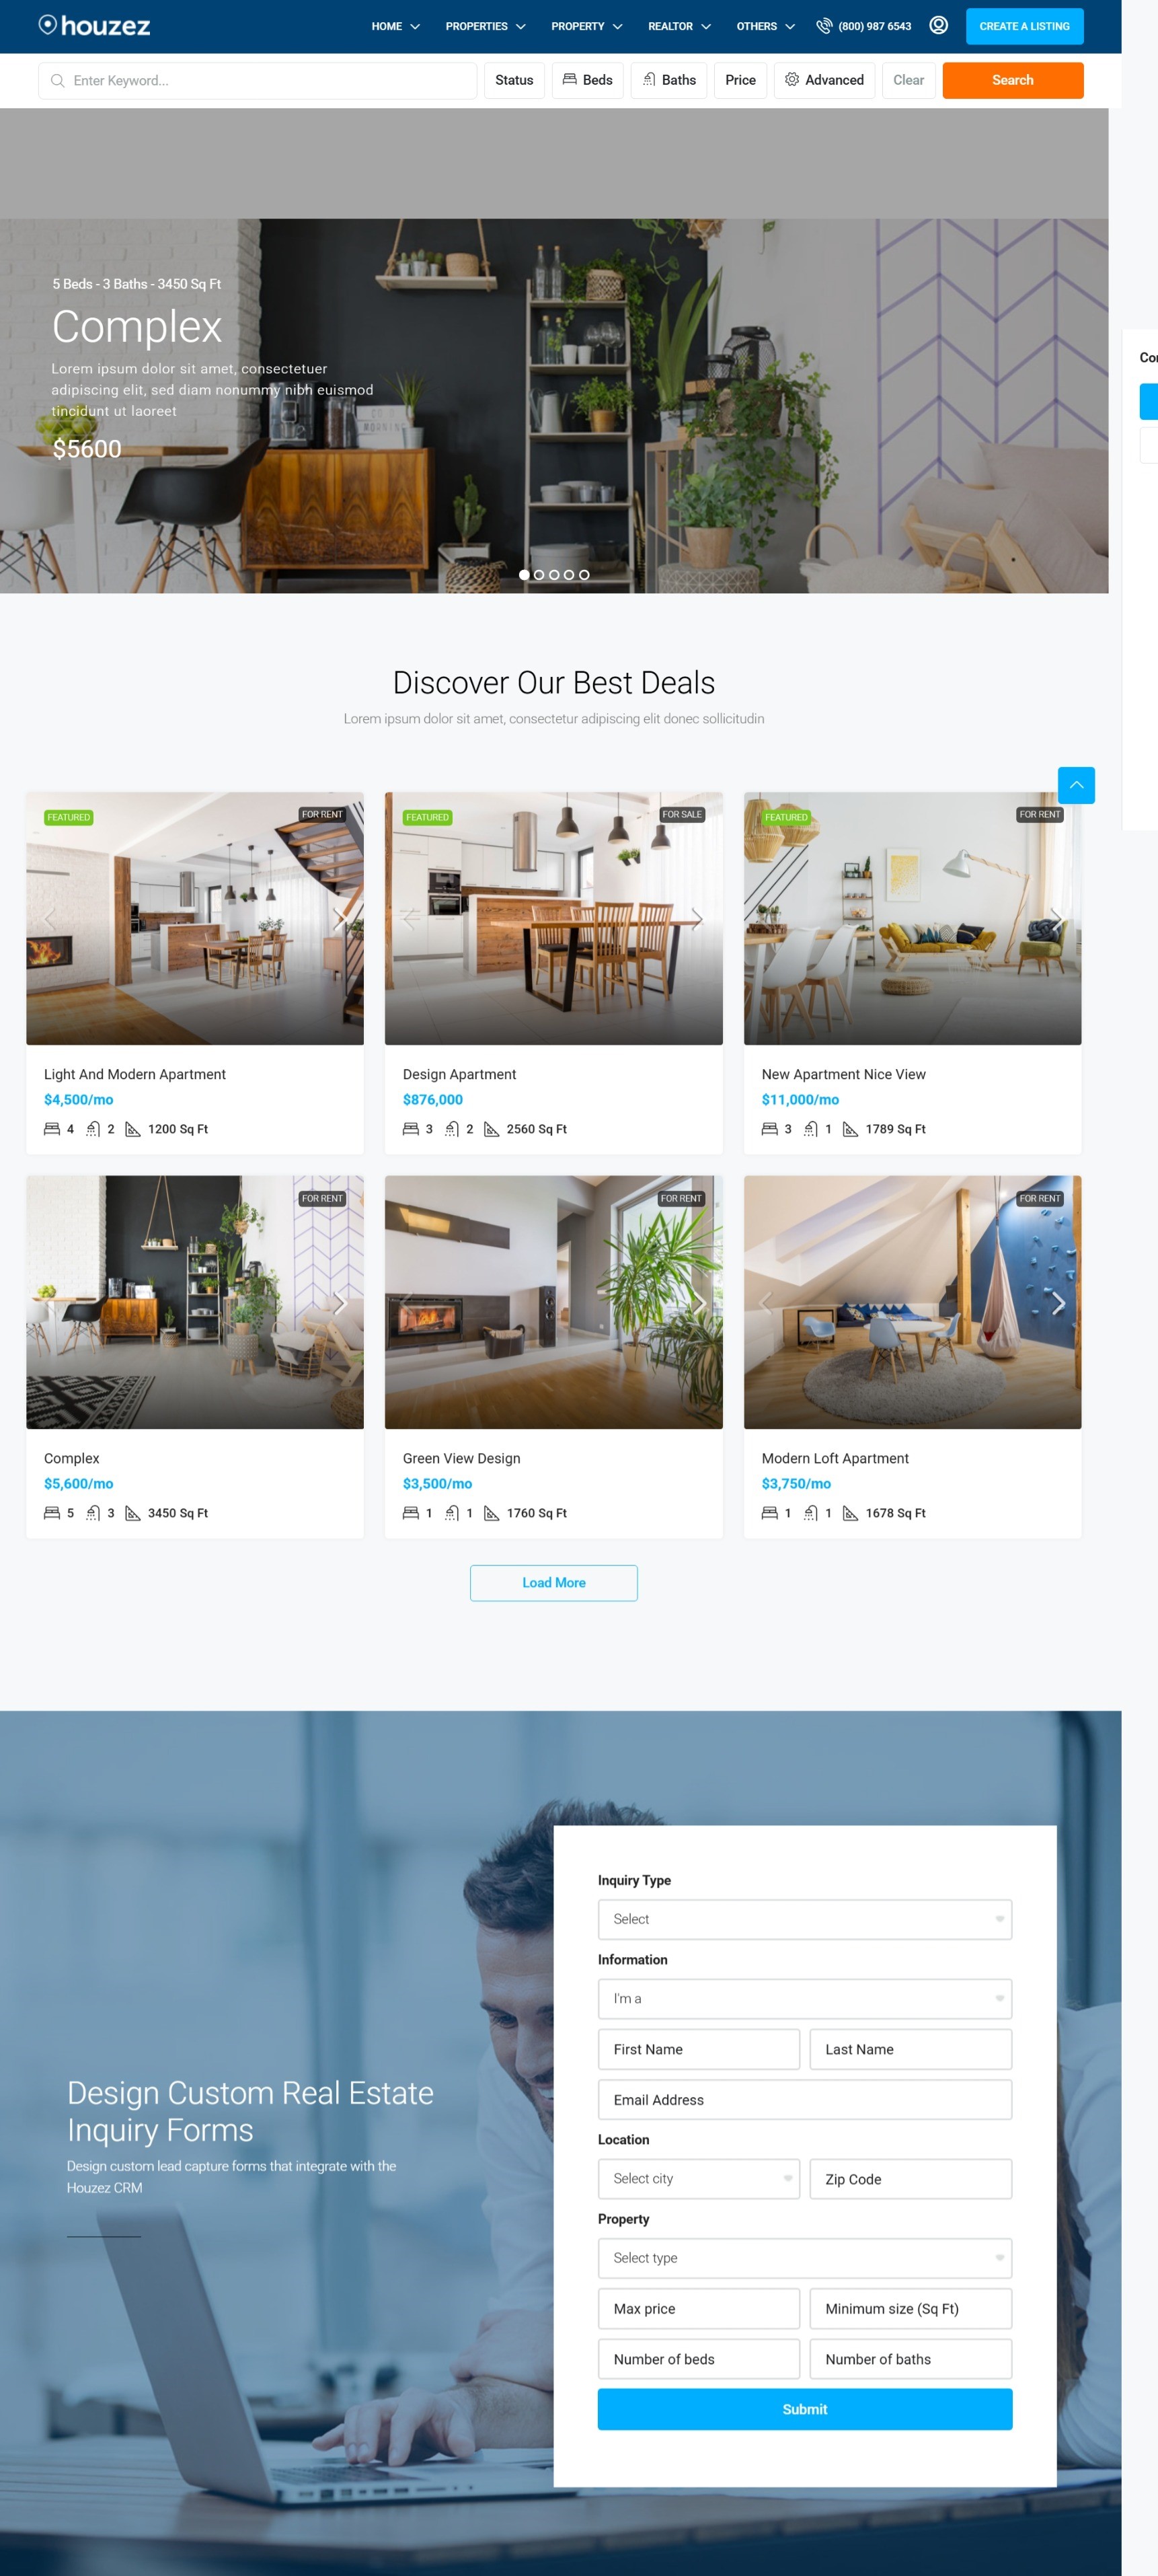 houzez
HOME PROPERTIES PROPERTY REALTOR OTHERS (800) 987 6543 CREATE A LISTING
Enter Keyword... Status Beds Baths Price Advanced Clear Search
5 Beds - 3 Baths - 3450 Sq Ft
Complex
Lorem ipsum dolor sit amet, consectetuer
adipiscing elit, sed diam nonummy nibh euismod
tincidunt ut laoreet
$5600
Discover Our Best Deals
Lorem ipsum dolor sit amet, consectetur adipiscing elit donec sollicitudin
FEATURED FOR RENT FEATURED FOR SALE FEATURED FOR RENT
Light And Modern Apartment Design Apartment New Apartment Nice View
$4,500/mo $876,000 $11,000/mo
4 2 1200 Sq Ft 3 2 2560 Sq Ft 3 1 1789 Sq Ft
FOR RENT FOR RENT FOR RENT
Complex Green View Design Modern Loft Apartment
$5,600/mo $3,500/mo $3,750/mo
5 3 3450 Sq Ft 1 1 1760 Sq Ft 1 1 1678 Sq Ft
Load More
Design Custom Real Estate
Inquiry Forms
Design custom lead capture forms that integrate with the
Houzez CRM
Inquiry Type
Select
Information
I'm a
First Name Last Name
Email Address
Location
Select city Zip Code
Property
Select type
Max price Minimum size (Sq Ft)
Number of beds Number of baths
Submit